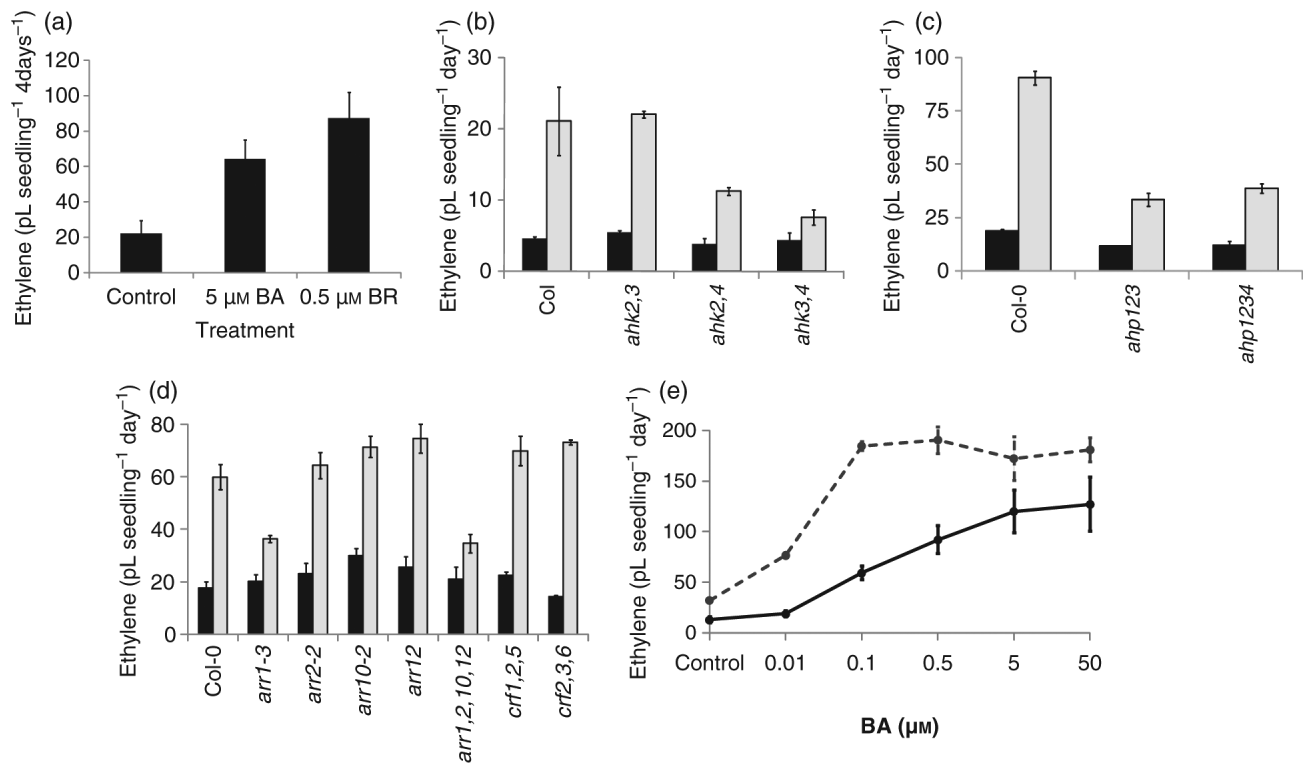 (a)
Ethylene (pL seedling⁻¹ 4days⁻¹)
120
100
80
60
40
20
0
Control 5 µM BA 0.5 µM BR
Treatment
(b)
Ethylene (pL seedling⁻¹ day⁻¹)
30
20
10
0
Col
ahk2,3
ahk2,4
ahk3,4
(c)
Ethylene (pL seedling⁻¹ day⁻¹)
100
75
50
25
0
Col-0
ahp123
ahp1234
(d)
Ethylene (pL seedling⁻¹ day⁻¹)
80
60
40
20
0
Col-0
arr1-3
arr2-2
arr10-2
arr12
arr1,2,10,12
crf1,2,5
crf2,3,6
(e)
Ethylene (pL seedling⁻¹ day⁻¹)
200
150
100
50
0
Control 0.01 0.1 0.5 5 50
BA (µM)